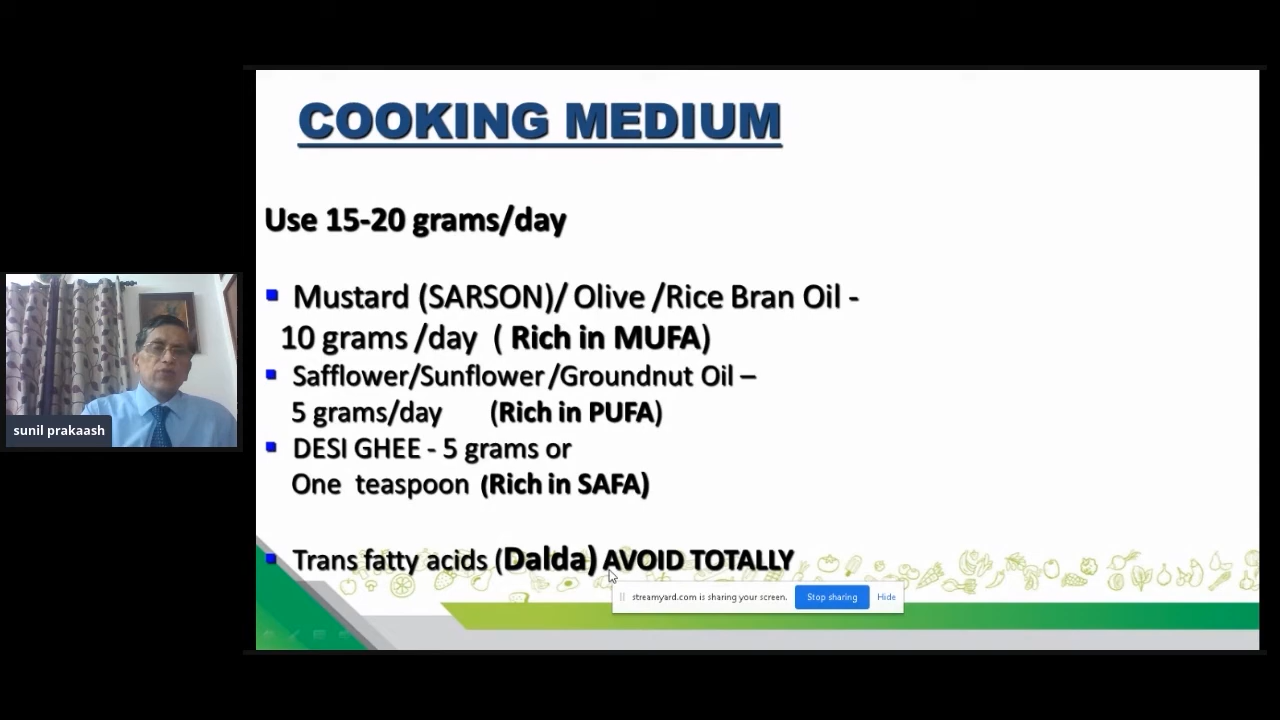 COOKING MEDIUM
Use 15-20 grams/day
Mustard (SARSON)/ Olive /Rice Bran Oil -
10 grams /day ( Rich in MUFA)
Safflower/Sunflower/Groundnut Oil –
5 grams/day (Rich in PUFA)
DESI GHEE - 5 grams or
One teaspoon (Rich in SAFA)
Trans fatty acids (Dalda) AVOID TOTALLY
streamyard.com is sharing your screen. Stop sharing Hide
sunil prakaash